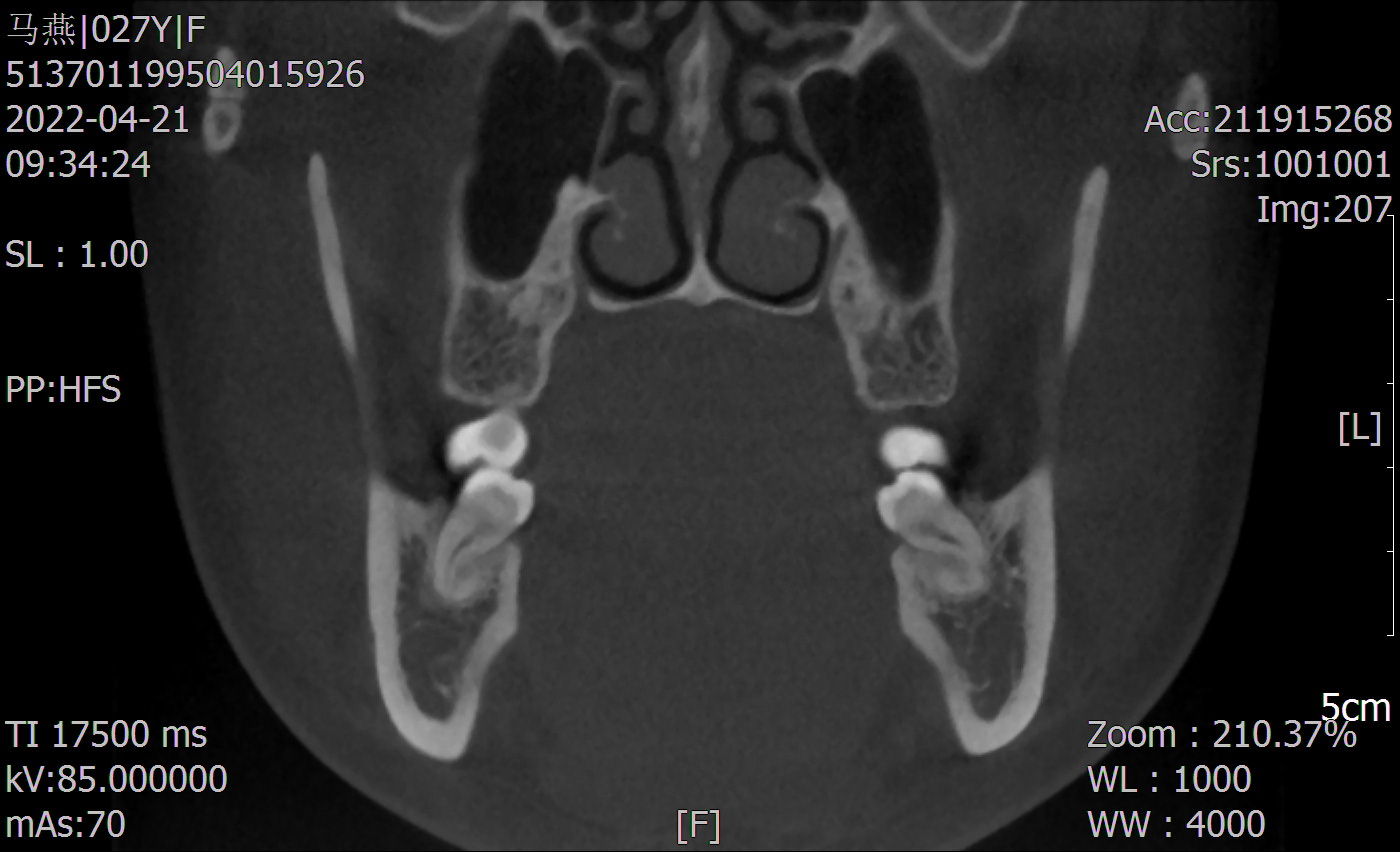 马燕|027Y|F
513701199504015926
2022-04-21
09:34:24
SL : 1.00
PP:HFS
Acc:211915268
Srs:1001001
Img:207
[L]
5cm
TI 17500 ms
kV:85.000000
mAs:70
[F]
Zoom : 210.37%
WL : 1000
WW : 4000